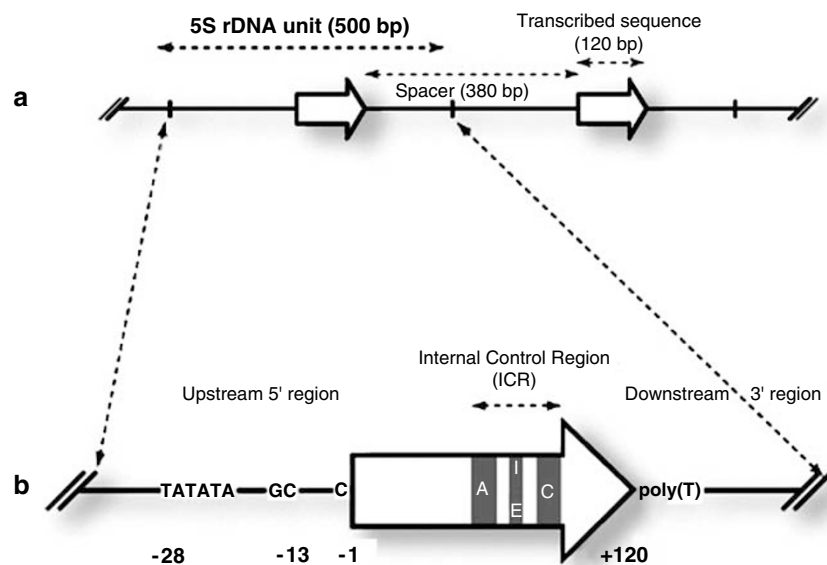 5S rDNA unit (500 bp)
Transcribed sequence
(120 bp)
Spacer (380 bp)
a
Internal Control Region
(ICR)
Upstream 5' region
Downstream 3' region
b
TATATA GC C A I E C poly(T)
-28 -13 -1 +120